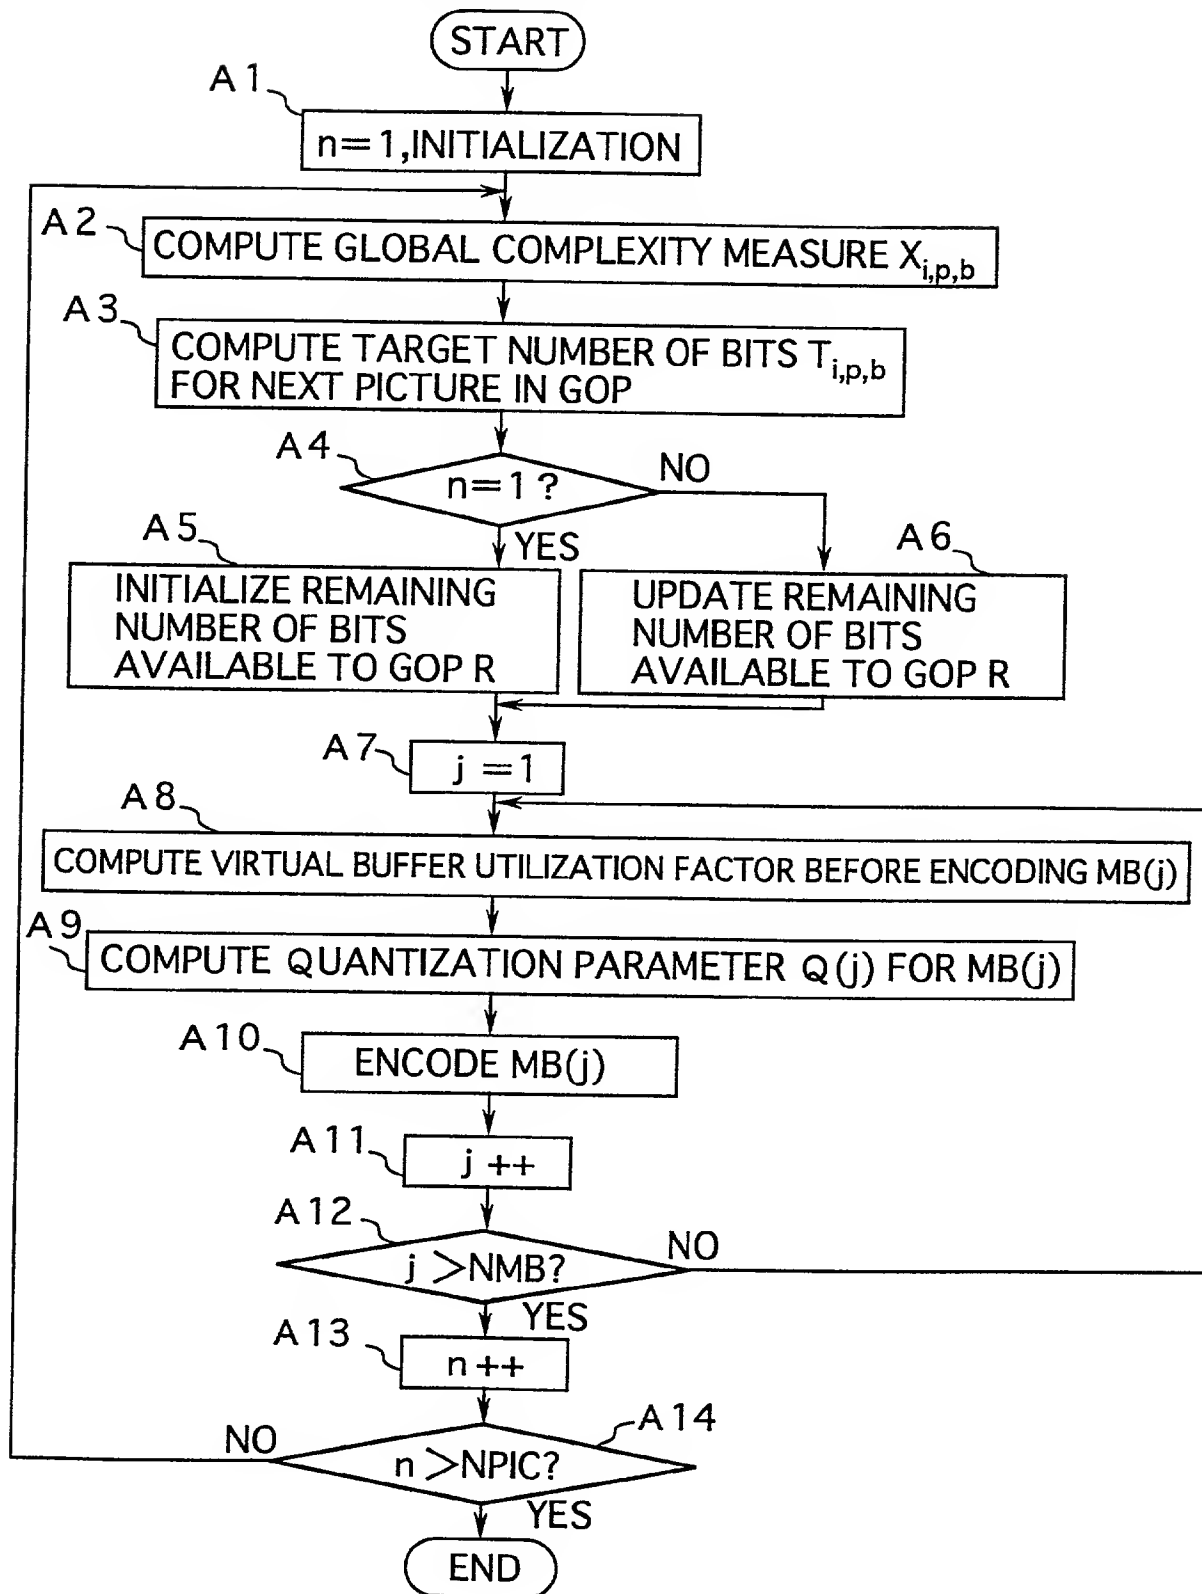 START
A1
n=1,INITIALIZATION
A2
COMPUTE GLOBAL COMPLEXITY MEASURE Xi,p,b
A3
COMPUTE TARGET NUMBER OF BITS Ti,p,b
FOR NEXT PICTURE IN GOP
A4
n=1?
NO
YES
A5
INITIALIZE REMAINING
NUMBER OF BITS
AVAILABLE TO GOP R
A6
UPDATE REMAINING
NUMBER OF BITS
AVAILABLE TO GOP R
A7
j=1
A8
COMPUTE VIRTUAL BUFFER UTILIZATION FACTOR BEFORE ENCODING MB(j)
A9
COMPUTE QUANTIZATION PARAMETER Q(j) FOR MB(j)
A10
ENCODE MB(j)
A11
j++
A12
j>NMB?
NO
YES
A13
n++
A14
n>NPIC?
NO
YES
END